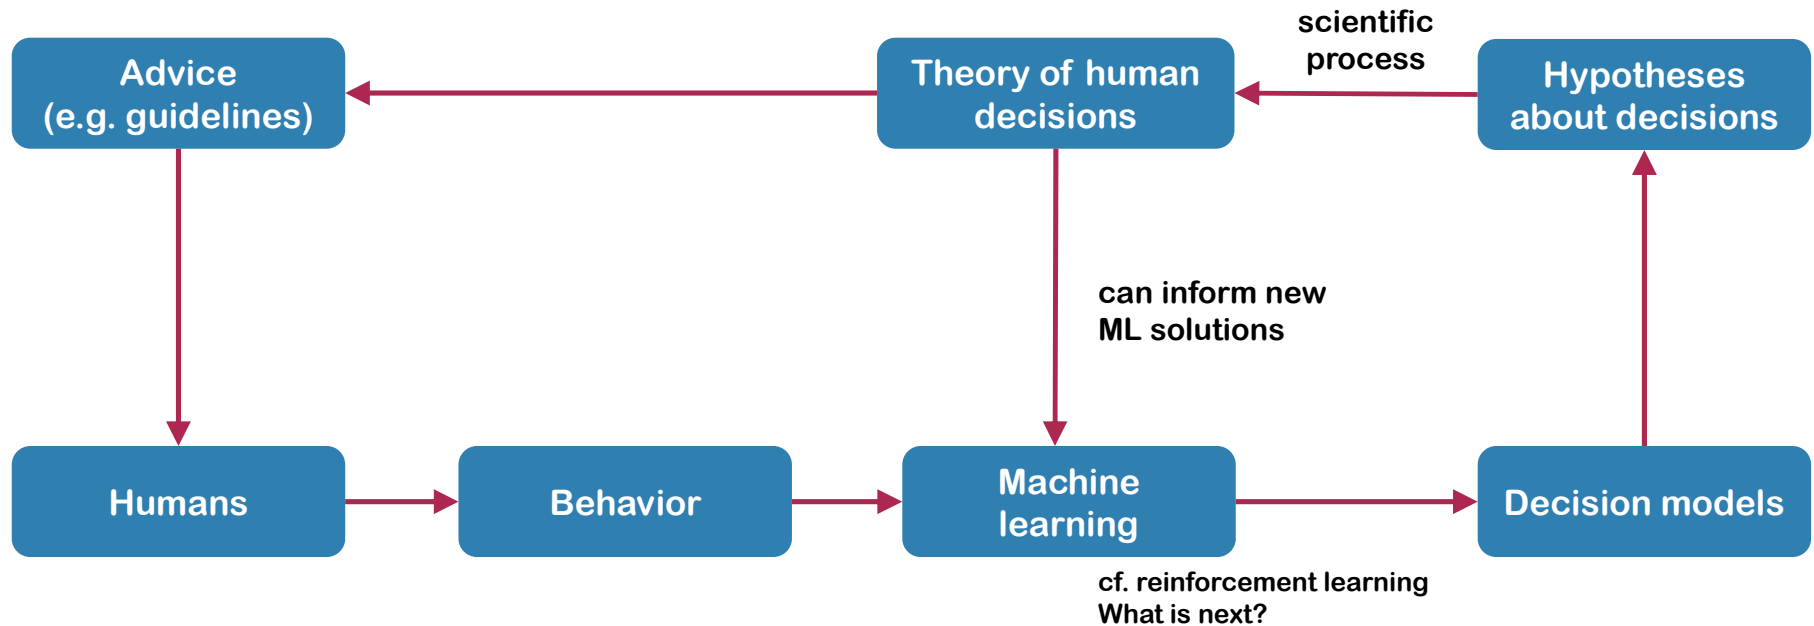 Advice
(e.g. guidelines)
Theory of human
decisions
scientific
process
Hypotheses
about decisions
can inform new
ML solutions
Humans
Behavior
Machine
learning
Decision models
cf. reinforcement learning
What is next?